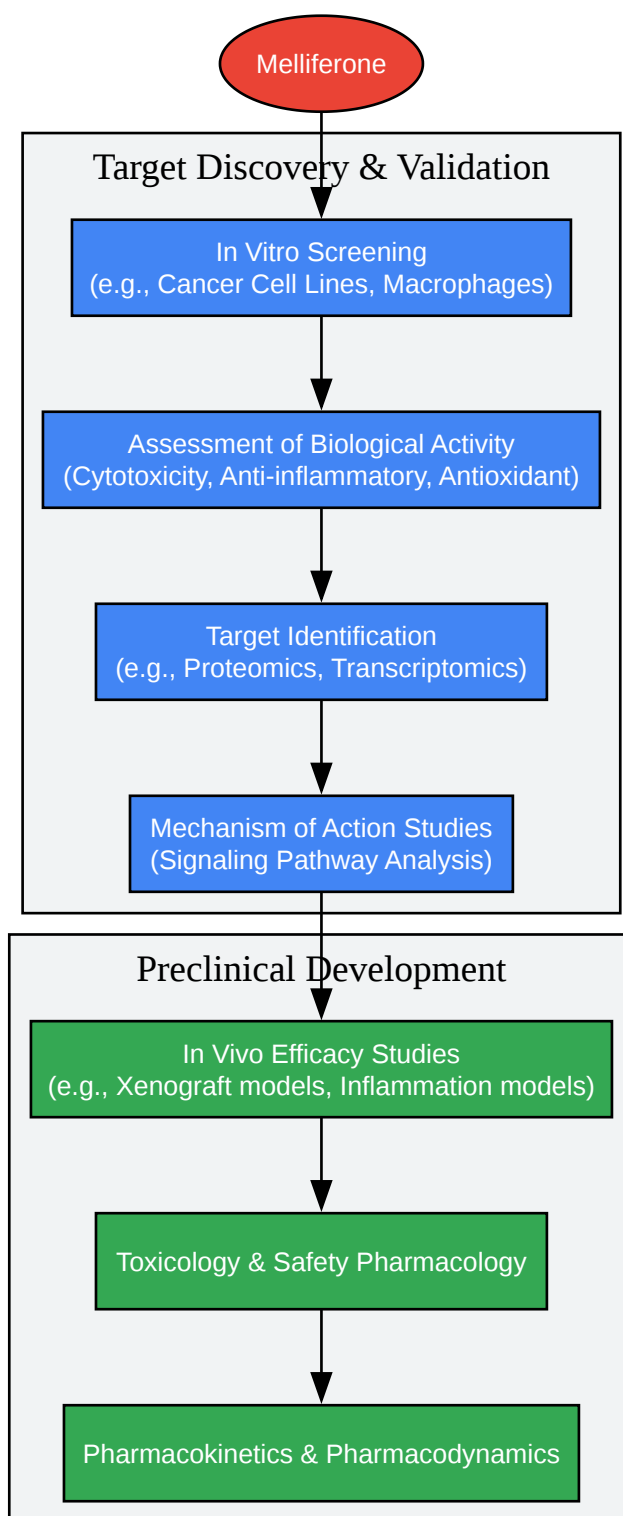 Melliferone
Target Discovery & Validation
In Vitro Screening
(e.g., Cancer Cell Lines, Macrophages)
Assessment of Biological Activity
(Cytotoxicity, Anti-inflammatory, Antioxidant)
Target Identification
(e.g., Proteomics, Transcriptomics)
Mechanism of Action Studies
(Signaling Pathway Analysis)
Preclinical Development
In Vivo Efficacy Studies
(e.g., Xenograft models, Inflammation models)
Toxicology & Safety Pharmacology
Pharmacokinetics & Pharmacodynamics